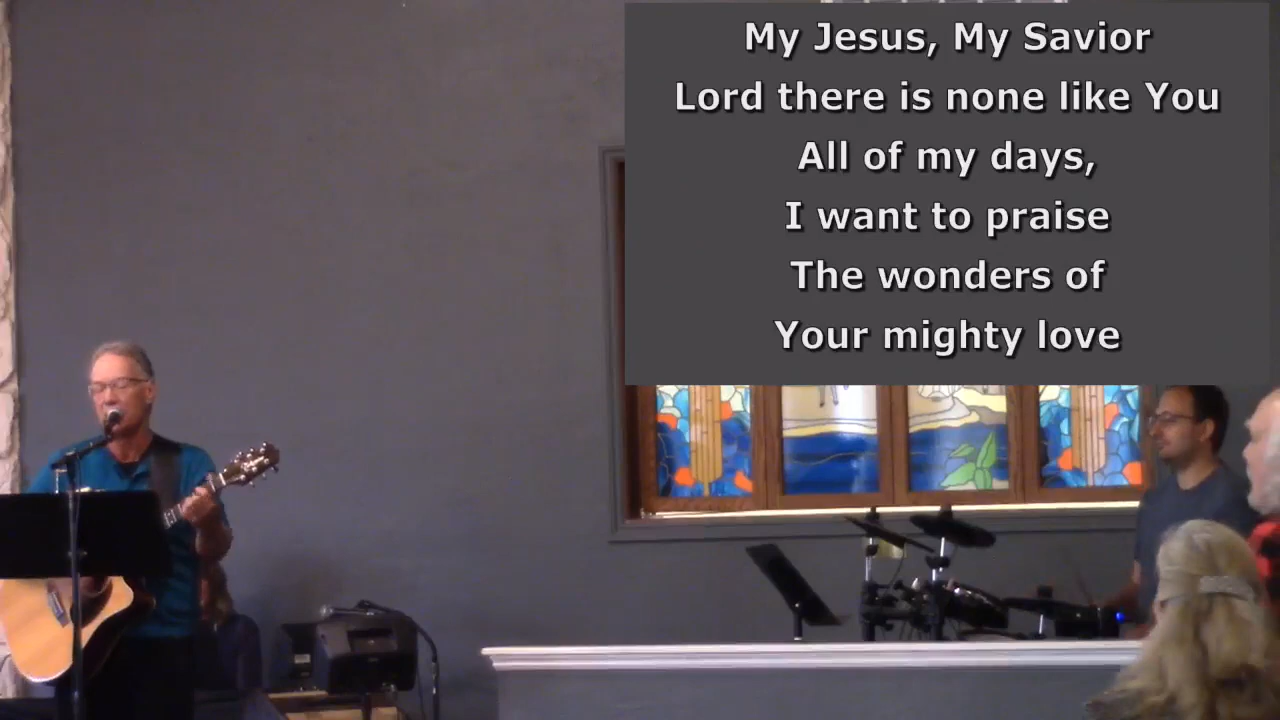 My Jesus, My Savior
Lord there is none like You
All of my days,
I want to praise
The wonders of
Your mighty love